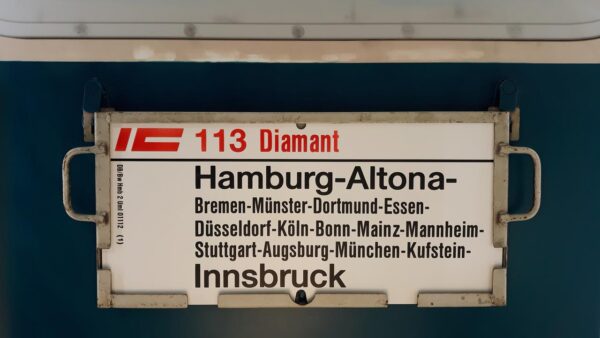 IC 113 Diamant
Hamburg-Altona-
Bremen-Münster-Dortmund-Essen-
Düsseldorf-Köln-Bonn-Mainz-Mannheim-
Stuttgart-Augsburg-München-Kufstein-
Innsbruck